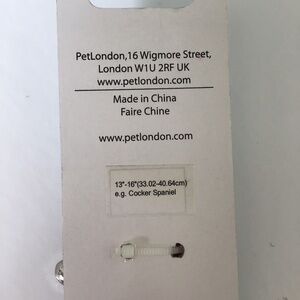 PetLondon,16 Wigmore Street,
London W1U 2RF UK
www.petlondon.com
Made in China
Faire Chine
www.petlondon.com
13"-16"(33.02-40.64cm)
e.g. Cocker Spaniel